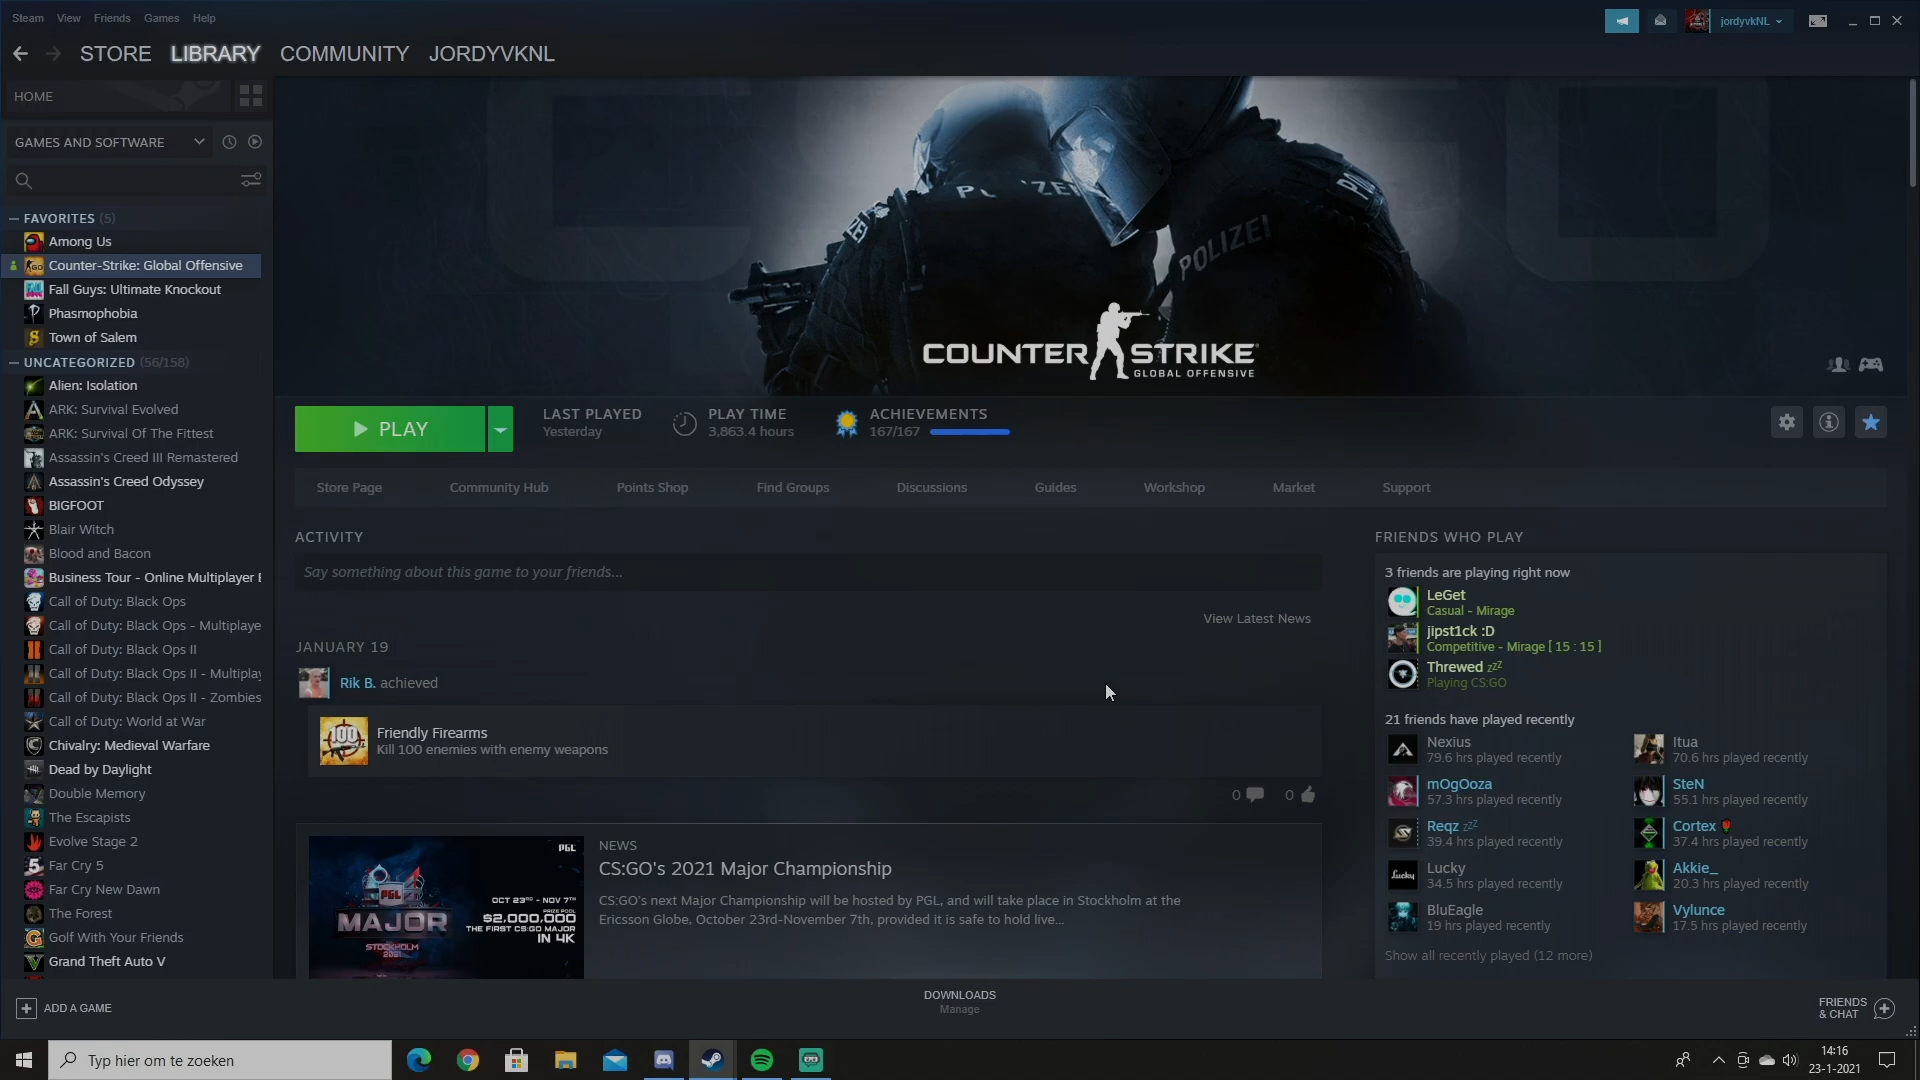 Steam View Friends Games Help
jordyvkNL
STORE LIBRARY COMMUNITY JORDYVKNL
HOME
GAMES AND SOFTWARE
FAVORITES (5)
Among Us
Counter-Strike: Global Offensive
Fall Guys: Ultimate Knockout
Phasmophobia
Town of Salem
UNCATEGORIZED (56/158)
Alien: Isolation
ARK: Survival Evolved
ARK: Survival Of The Fittest
Assassin's Creed III Remastered
Assassin's Creed Odyssey
BIGFOOT
Blair Witch
Blood and Bacon
Business Tour - Online Multiplayer
Call of Duty: Black Ops
Call of Duty: Black Ops - Multiplaye
Call of Duty: Black Ops II
Call of Duty: Black Ops II - Multipla
Call of Duty: Black Ops II - Zombies
Call of Duty: World at War
Chivalry: Medieval Warfare
Dead by Daylight
Double Memory
The Escapists
Evolve Stage 2
Far Cry 5
Far Cry New Dawn
The Forest
Golf With Your Friends
Grand Theft Auto V
ADD A GAME
POLIZEI
COUNTER STRIKE
GLOBAL OFFENSIVE
PLAY
LAST PLAYED
Yesterday
PLAY TIME
3,863.4 hours
ACHIEVEMENTS
167/167
Store Page Community Hub Points Shop Find Groups Discussions Guides Workshop Market Support
ACTIVITY
Say something about this game to your friends...
View Latest News
JANUARY 19
Rik B. achieved
100
Friendly Firearms
Kill 100 enemies with enemy weapons
0 0
PGL
PGL
MAJOR
STOCKHOLM
2021
OCT 23RD - NOV 7TH
PRIZE POOL
$2,000,000
THE FIRST CS:GO MAJOR
IN 4K
NEWS
CS:GO's 2021 Major Championship
CS:GO's next Major Championship will be hosted by PGL, and will take place in Stockholm at the
Ericsson Globe, October 23rd-November 7th, provided it is safe to hold live...
FRIENDS WHO PLAY
3 friends are playing right now
LeGet
Casual - Mirage
jipst1ck :D
Competitive - Mirage [ 15 : 15 ]
Threwed zzz
Playing CS:GO
21 friends have played recently
Nexius
79.6 hrs played recently
Itua
70.6 hrs played recently
mOgOoza
57.3 hrs played recently
SteN
55.1 hrs played recently
Reqz zzz
39.4 hrs played recently
Cortex
37.4 hrs played recently
Lucky
Lucky
34.5 hrs played recently
Akkie_
20.3 hrs played recently
BluEagle
19 hrs played recently
Vylunce
17.5 hrs played recently
Show all recently played (12 more)
DOWNLOADS
Manage
FRIENDS
& CHAT
Typ hier om te zoeken
14:16
23-1-2021